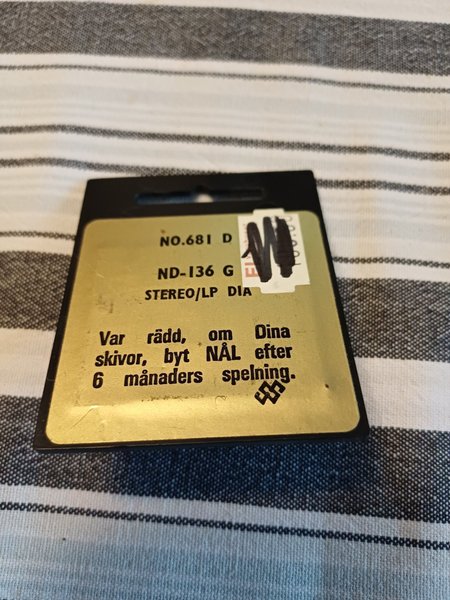 NO.681 D
ND-136 G
STEREO/LP DIA
Var rädd, om Dina
skivor, byt NÅL efter
6 månaders spelning.